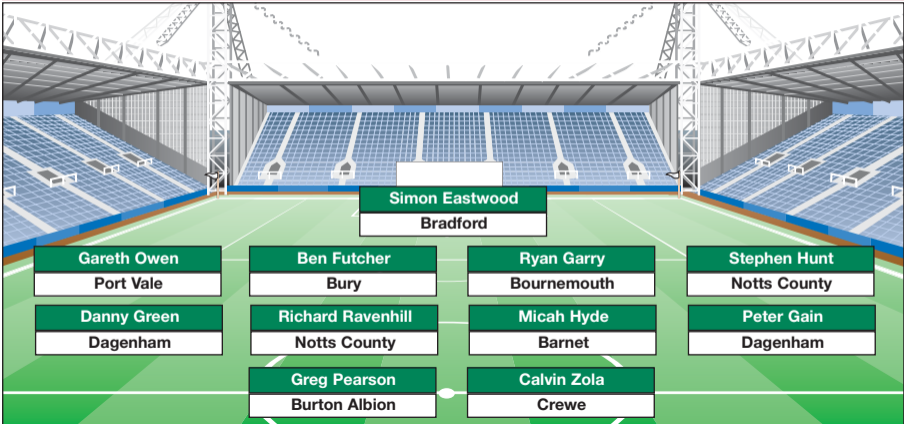 Simon Eastwood
Bradford
Gareth Owen
Port Vale
Ben Futcher
Bury
Ryan Garry
Bournemouth
Stephen Hunt
Notts County
Danny Green
Dagenham
Richard Ravenhill
Notts County
Micah Hyde
Barnet
Peter Gain
Dagenham
Greg Pearson
Burton Albion
Calvin Zola
Crewe